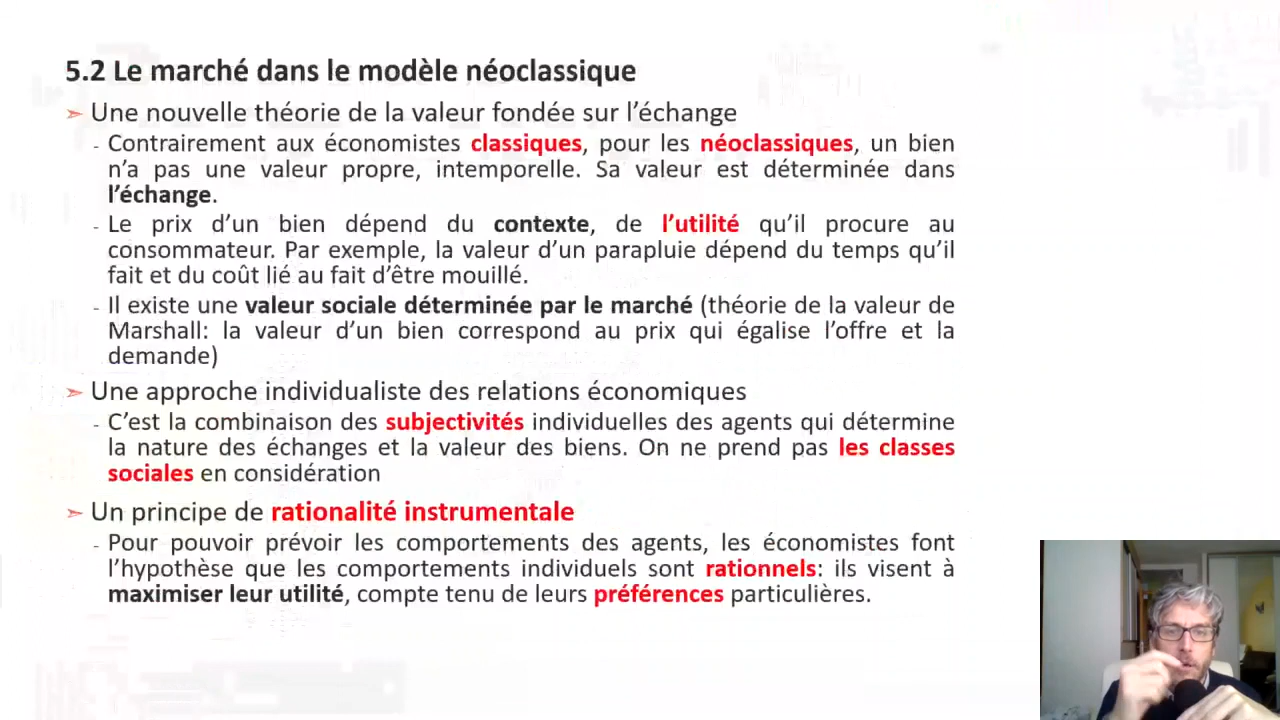 5.2 Le marché dans le modèle néoclassique
➢ Une nouvelle théorie de la valeur fondée sur l’échange
- Contrairement aux économistes classiques, pour les néoclassiques, un bien
n’a pas une valeur propre, intemporelle. Sa valeur est déterminée dans
l’échange.
- Le prix d’un bien dépend du contexte, de l’utilité qu’il procure au
consommateur. Par exemple, la valeur d’un parapluie dépend du temps qu’il
fait et du coût lié au fait d’être mouillé.
- Il existe une valeur sociale déterminée par le marché (théorie de la valeur de
Marshall: la valeur d’un bien correspond au prix qui égalise l’offre et la
demande)
➢ Une approche individualiste des relations économiques
- C’est la combinaison des subjectivités individuelles des agents qui détermine
la nature des échanges et la valeur des biens. On ne prend pas les classes
sociales en considération
➢ Un principe de rationalité instrumentale
- Pour pouvoir prévoir les comportements des agents, les économistes font
l’hypothèse que les comportements individuels sont rationnels: ils visent à
maximiser leur utilité, compte tenu de leurs préférences particulières.